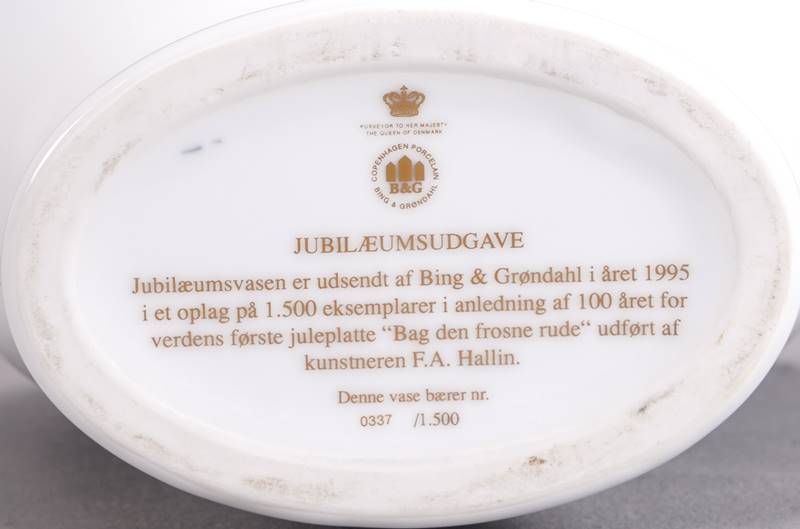 PURVEYOR TO HER MAJESTY
THE QUEEN OF DENMARK
COPENHAGEN PORCELAIN
B&G
BING & GRØNDAHL
JUBILÆUMSUDGAVE
Jubilæumsvasen er udsendt af Bing & Grøndahl i året 1995
i et oplag på 1.500 eksemplarer i anledning af 100 året for
verdens første juleplatte “Bag den frosne rude“ udført af
kunstneren F.A. Hallin.
Denne vase bærer nr.
0337 /1.500